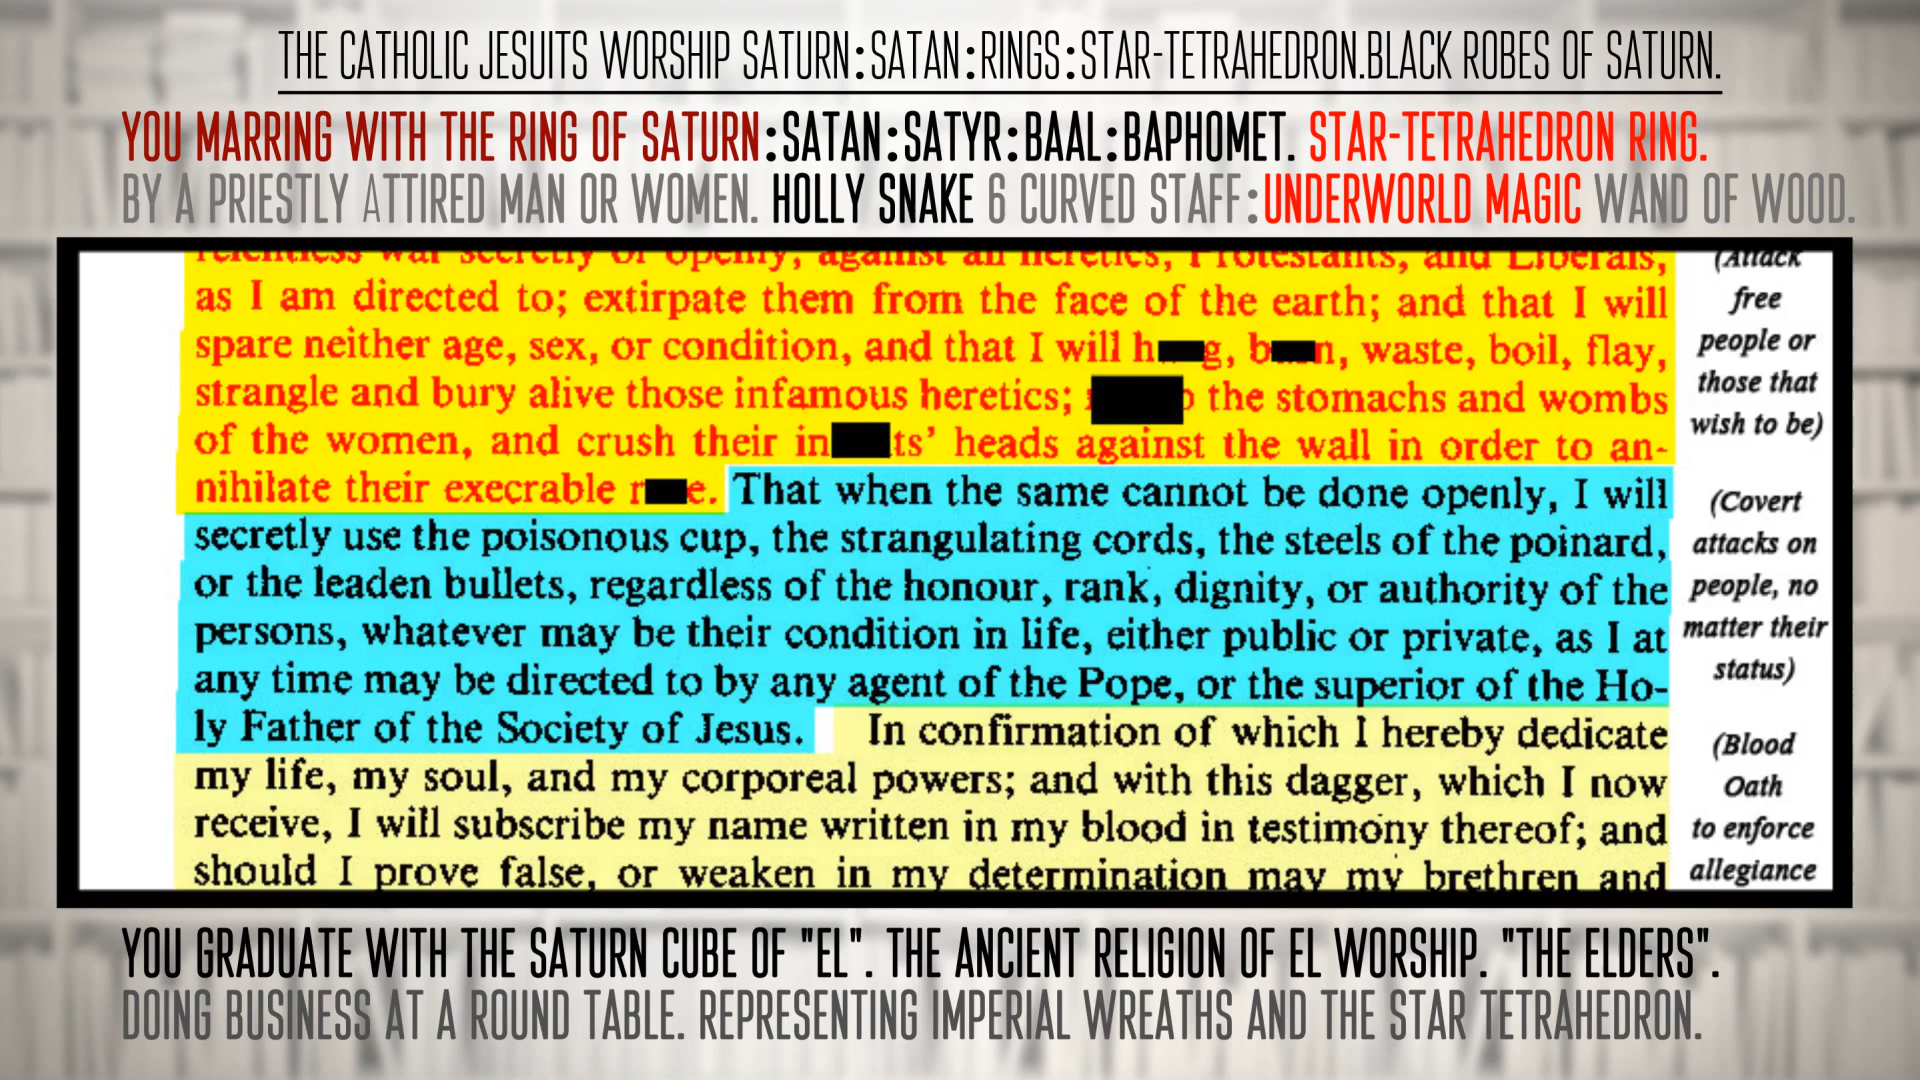 THE CATHOLIC JESUITS WORSHIP SATURN:SATAN:RINGS:STAR-TETRAHEDRON.BLACK ROBES OF SATURN.
YOU MARRING WITH THE RING OF SATURN:SATAN:SATYR:BAAL:BAPHOMET. STAR-TETRAHEDRON RING.
BY A PRIESTLY ATTIRED MAN OR WOMEN. HOLLY SNAKE 6 CURVED STAFF:UNDERWORLD MAGIC WAND OF WOOD.
relentless war secretly or openly, against all heretics, Protestants, and Liberals,
as I am directed to; extirpate them from the face of the earth; and that I will
spare neither age, sex, or condition, and that I will h g, b n, waste, boil, flay,
strangle and bury alive those infamous heretics; the stomachs and wombs
of the women, and crush their in ts' heads against the wall in order to an-
nihilate their execrable r e. That when the same cannot be done openly, I will
secretly use the poisonous cup, the strangulating cords, the steels of the poinard,
or the leaden bullets, regardless of the honour, rank, dignity, or authority of the
persons, whatever may be their condition in life, either public or private, as I at
any time may be directed to by any agent of the Pope, or the superior of the Ho-
ly Father of the Society of Jesus. In confirmation of which I hereby dedicate
my life, my soul, and my corporeal powers; and with this dagger, which I now
receive, I will subscribe my name written in my blood in testimony thereof; and
should I prove false, or weaken in my determination may my brethren and
(Attack
free
people or
those that
wish to be)
(Covert
attacks on
people, no
matter their
status)
(Blood
Oath
to enforce
allegiance
YOU GRADUATE WITH THE SATURN CUBE OF "EL". THE ANCIENT RELIGION OF EL WORSHIP. "THE ELDERS".
DOING BUSINESS AT A ROUND TABLE. REPRESENTING IMPERIAL WREATHS AND THE STAR TETRAHEDRON.